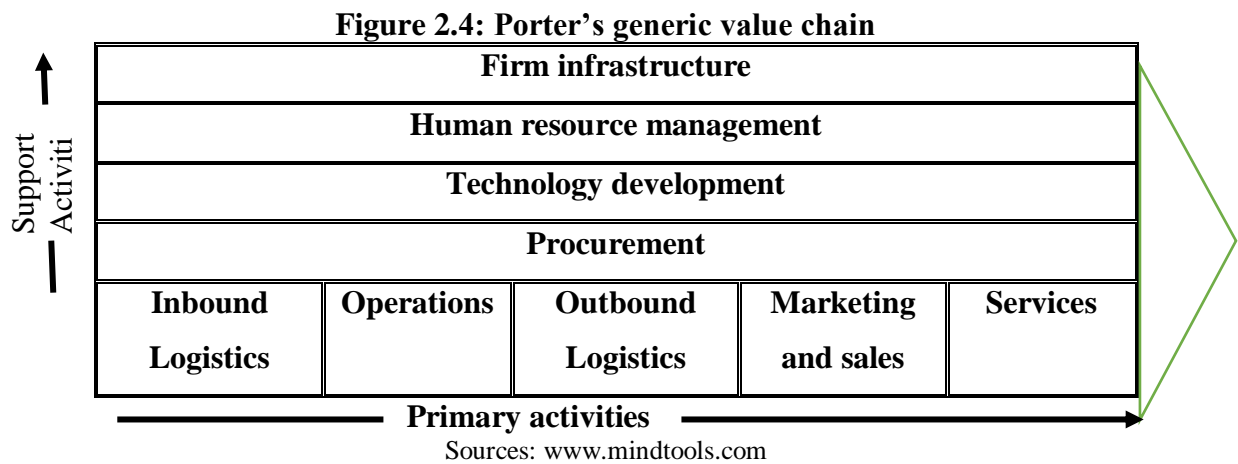 Figure 2.4: Porter’s generic value chain
Firm infrastructure
Human resource management
Technology development
Procurement
Support
Activiti
Inbound
Logistics
Operations
Outbound
Logistics
Marketing
and sales
Services
Primary activities
Sources: www.mindtools.com